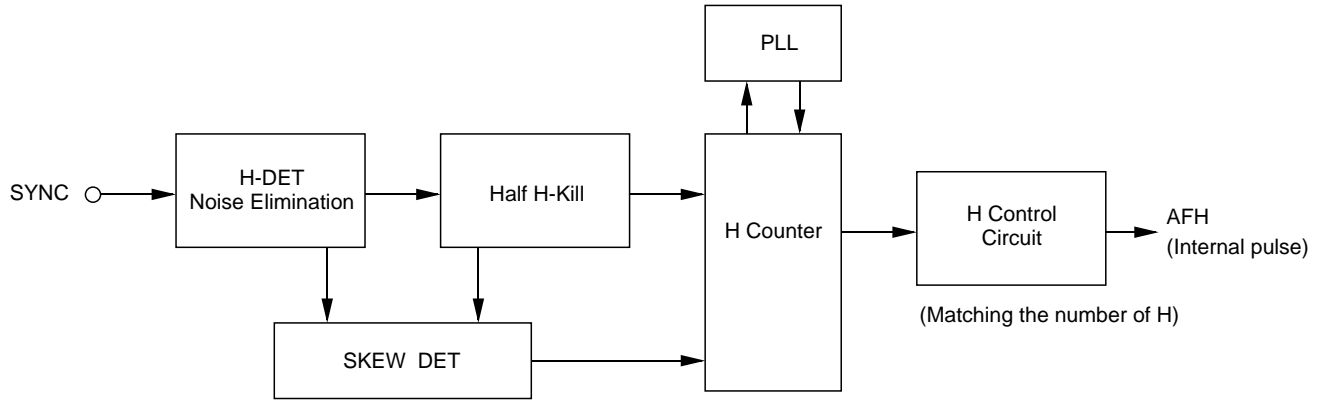 PLL
SYNC
H-DET
Noise Elimination
Half H-Kill
H Counter
H Control
Circuit
AFH
(Internal pulse)
(Matching the number of H)
SKEW DET